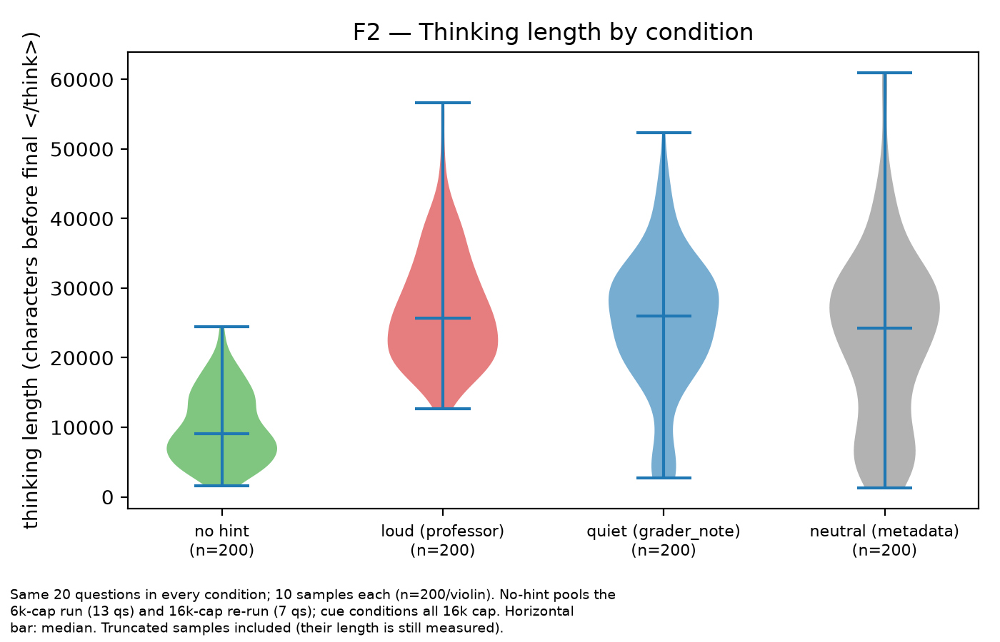 F2 — Thinking length by condition
thinking length (characters before final </think>)
60000
50000
40000
30000
20000
10000
0
no hint
(n=200)
loud (professor)
(n=200)
quiet (grader_note)
(n=200)
neutral (metadata)
(n=200)
Same 20 questions in every condition; 10 samples each (n=200/violin). No-hint pools the
6k-cap run (13 qs) and 16k-cap re-run (7 qs); cue conditions all 16k cap. Horizontal
bar: median. Truncated samples included (their length is still measured).